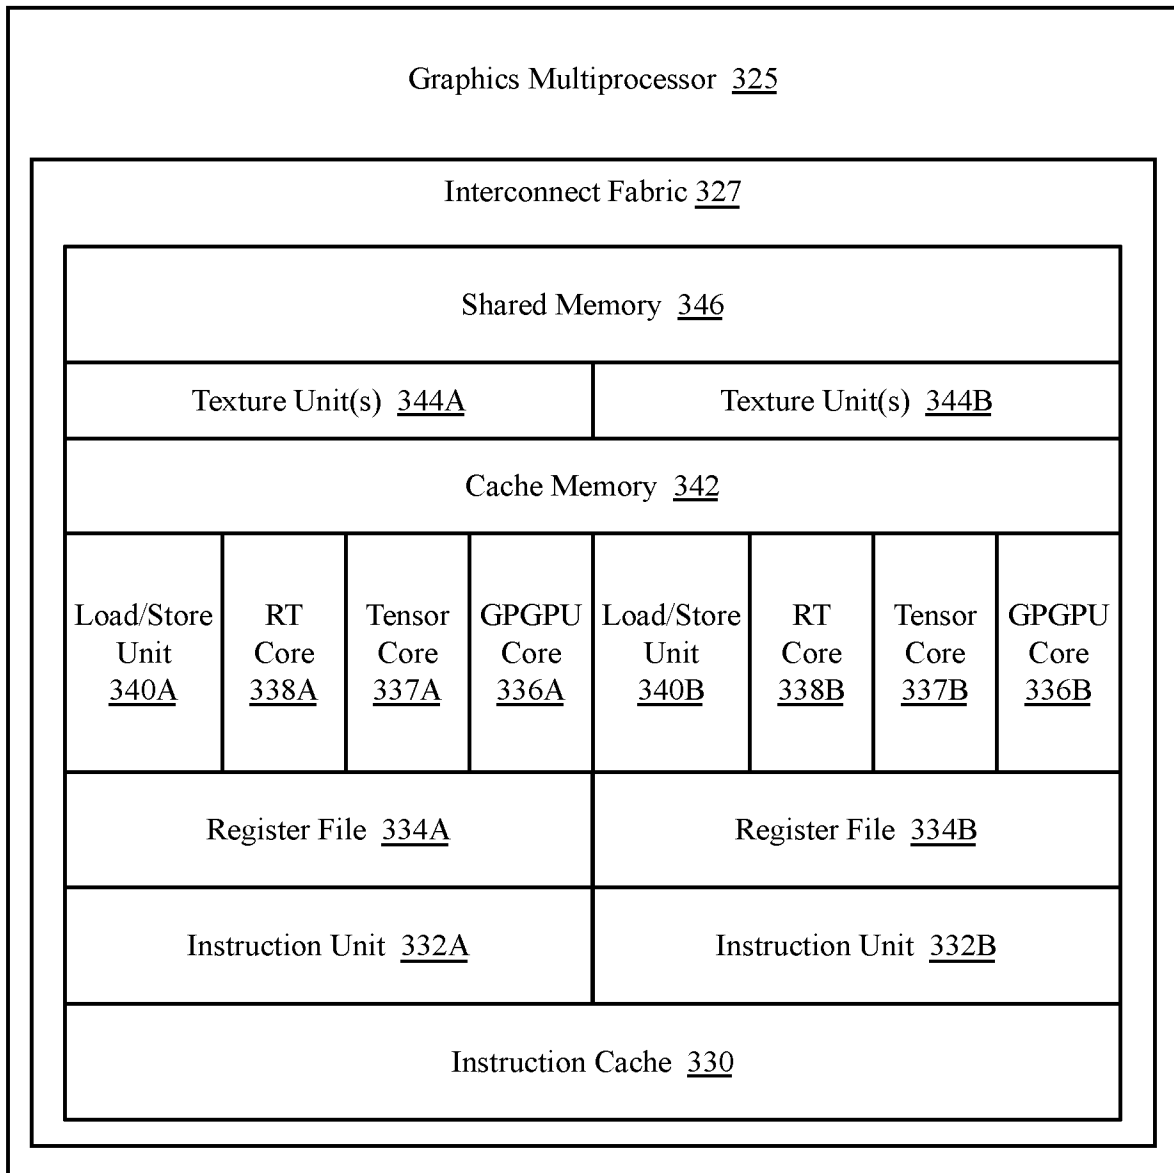 Graphics Multiprocessor 325
Interconnect Fabric 327
Shared Memory 346
Texture Unit(s) 344A
Texture Unit(s) 344B
Cache Memory 342
Load/Store
Unit
340A
RT
Core
338A
Tensor
Core
337A
GPGPU
Core
336A
Load/Store
Unit
340B
RT
Core
338B
Tensor
Core
337B
GPGPU
Core
336B
Register File 334A
Register File 334B
Instruction Unit 332A
Instruction Unit 332B
Instruction Cache 330